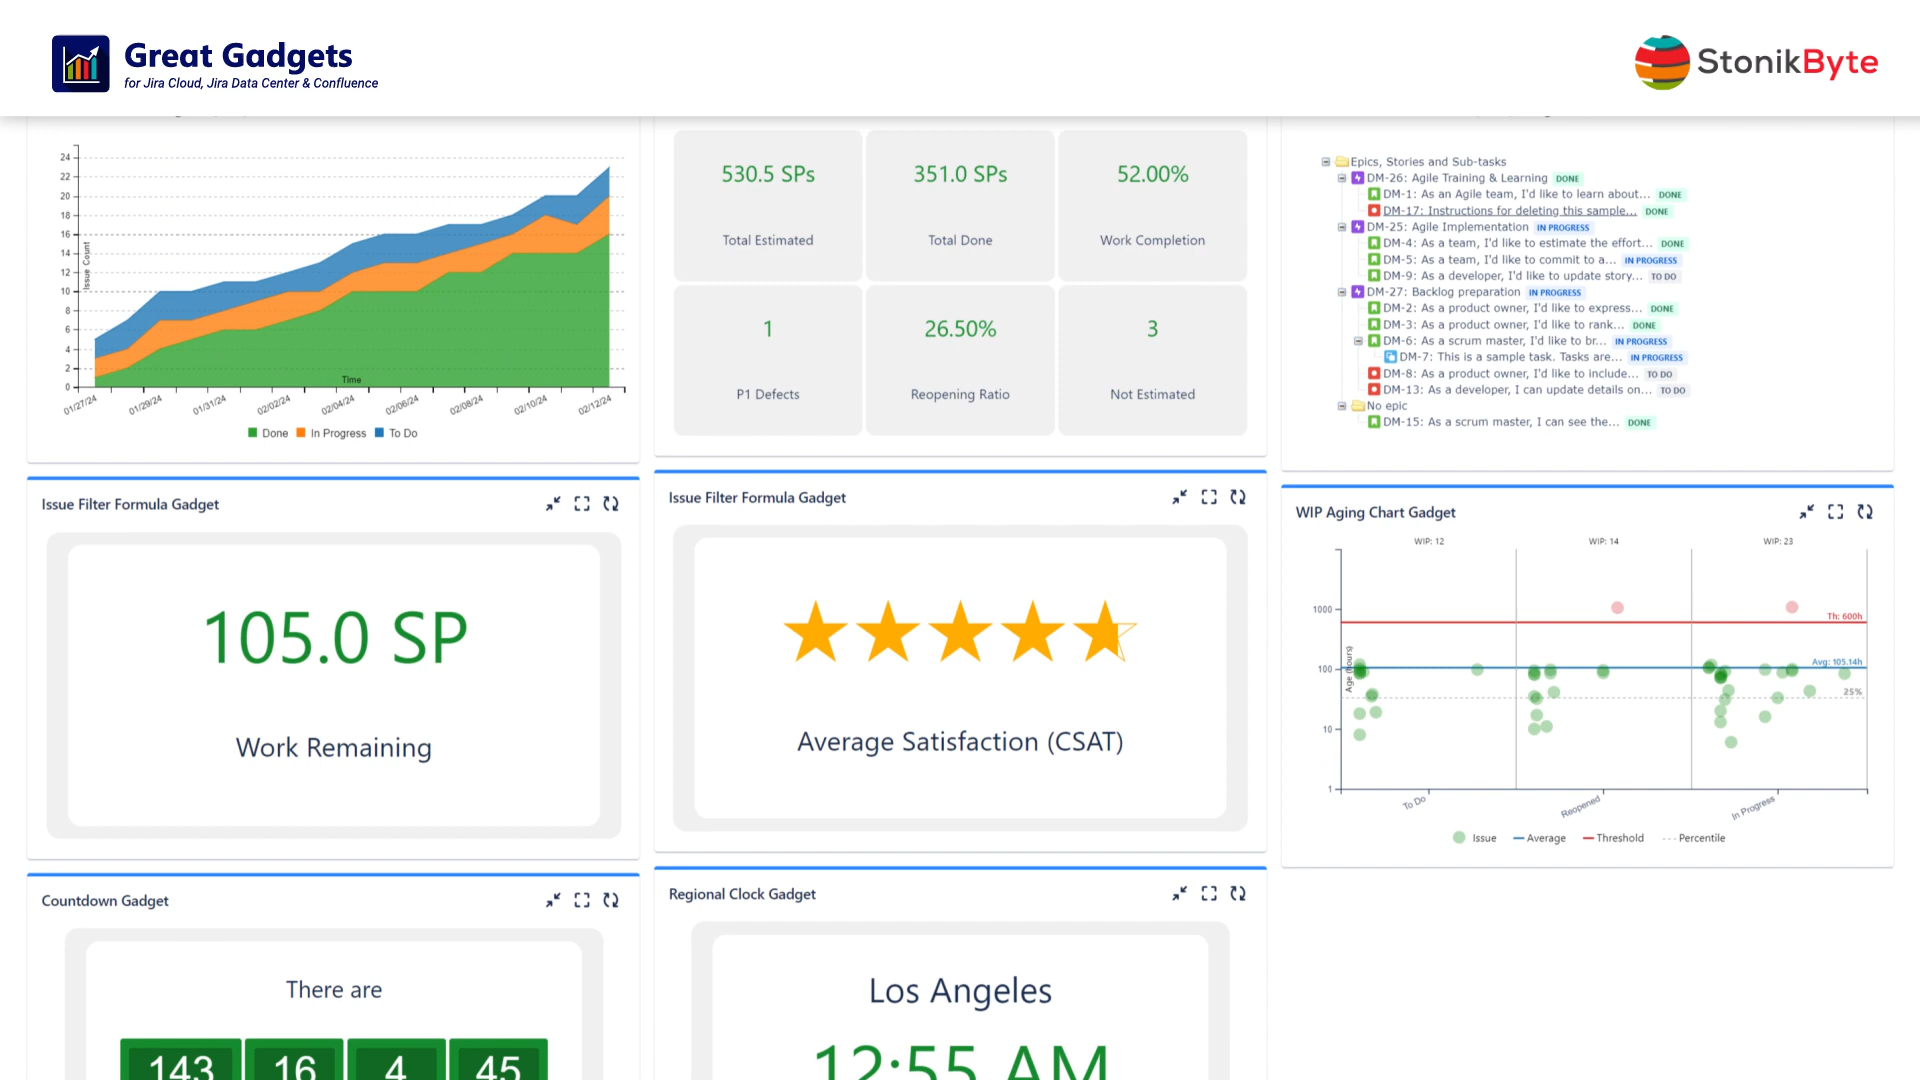 Great Gadgets
for Jira Cloud, Jira Data Center & Confluence
StonikByte
24
22
20
18
16
14
12
10
8
6
4
2
0
Issue Count
Time
01/27/24
01/29/24
01/31/24
02/02/24
02/04/24
02/06/24
02/08/24
02/10/24
02/12/24
Done In Progress To Do
530.5 SPs
Total Estimated
351.0 SPs
Total Done
52.00%
Work Completion
1
P1 Defects
26.50%
Reopening Ratio
3
Not Estimated
Epics, Stories and Sub-tasks
DM-26: Agile Training & Learning DONE
DM-1: As an Agile team, I'd like to learn about... DONE
DM-17: Instructions for deleting this sample... DONE
DM-25: Agile Implementation IN PROGRESS
DM-4: As a team, I'd like to estimate the effort... DONE
DM-5: As a team, I'd like to commit to a... IN PROGRESS
DM-9: As a developer, I'd like to update story... TO DO
DM-27: Backlog preparation IN PROGRESS
DM-2: As a product owner, I'd like to express... DONE
DM-3: As a product owner, I'd like to rank... DONE
DM-6: As a scrum master, I'd like to br... IN PROGRESS
DM-7: This is a sample task. Tasks are... IN PROGRESS
DM-8: As a product owner, I'd like to include... TO DO
DM-13: As a developer, I can update details on... TO DO
No epic
DM-15: As a scrum master, I can see the... DONE
Issue Filter Formula Gadget
105.0 SP
Work Remaining
Issue Filter Formula Gadget
Average Satisfaction (CSAT)
WIP Aging Chart Gadget
WIP: 12
WIP: 14
WIP: 23
1000
100
10
1
Age (hours)
Th: 600h
Avg: 105.14h
25%
To Do
Reopened
In Progress
Issue Average Threshold Percentile
Countdown Gadget
There are
143 16 4 45
Regional Clock Gadget
Los Angeles
12:55 AM